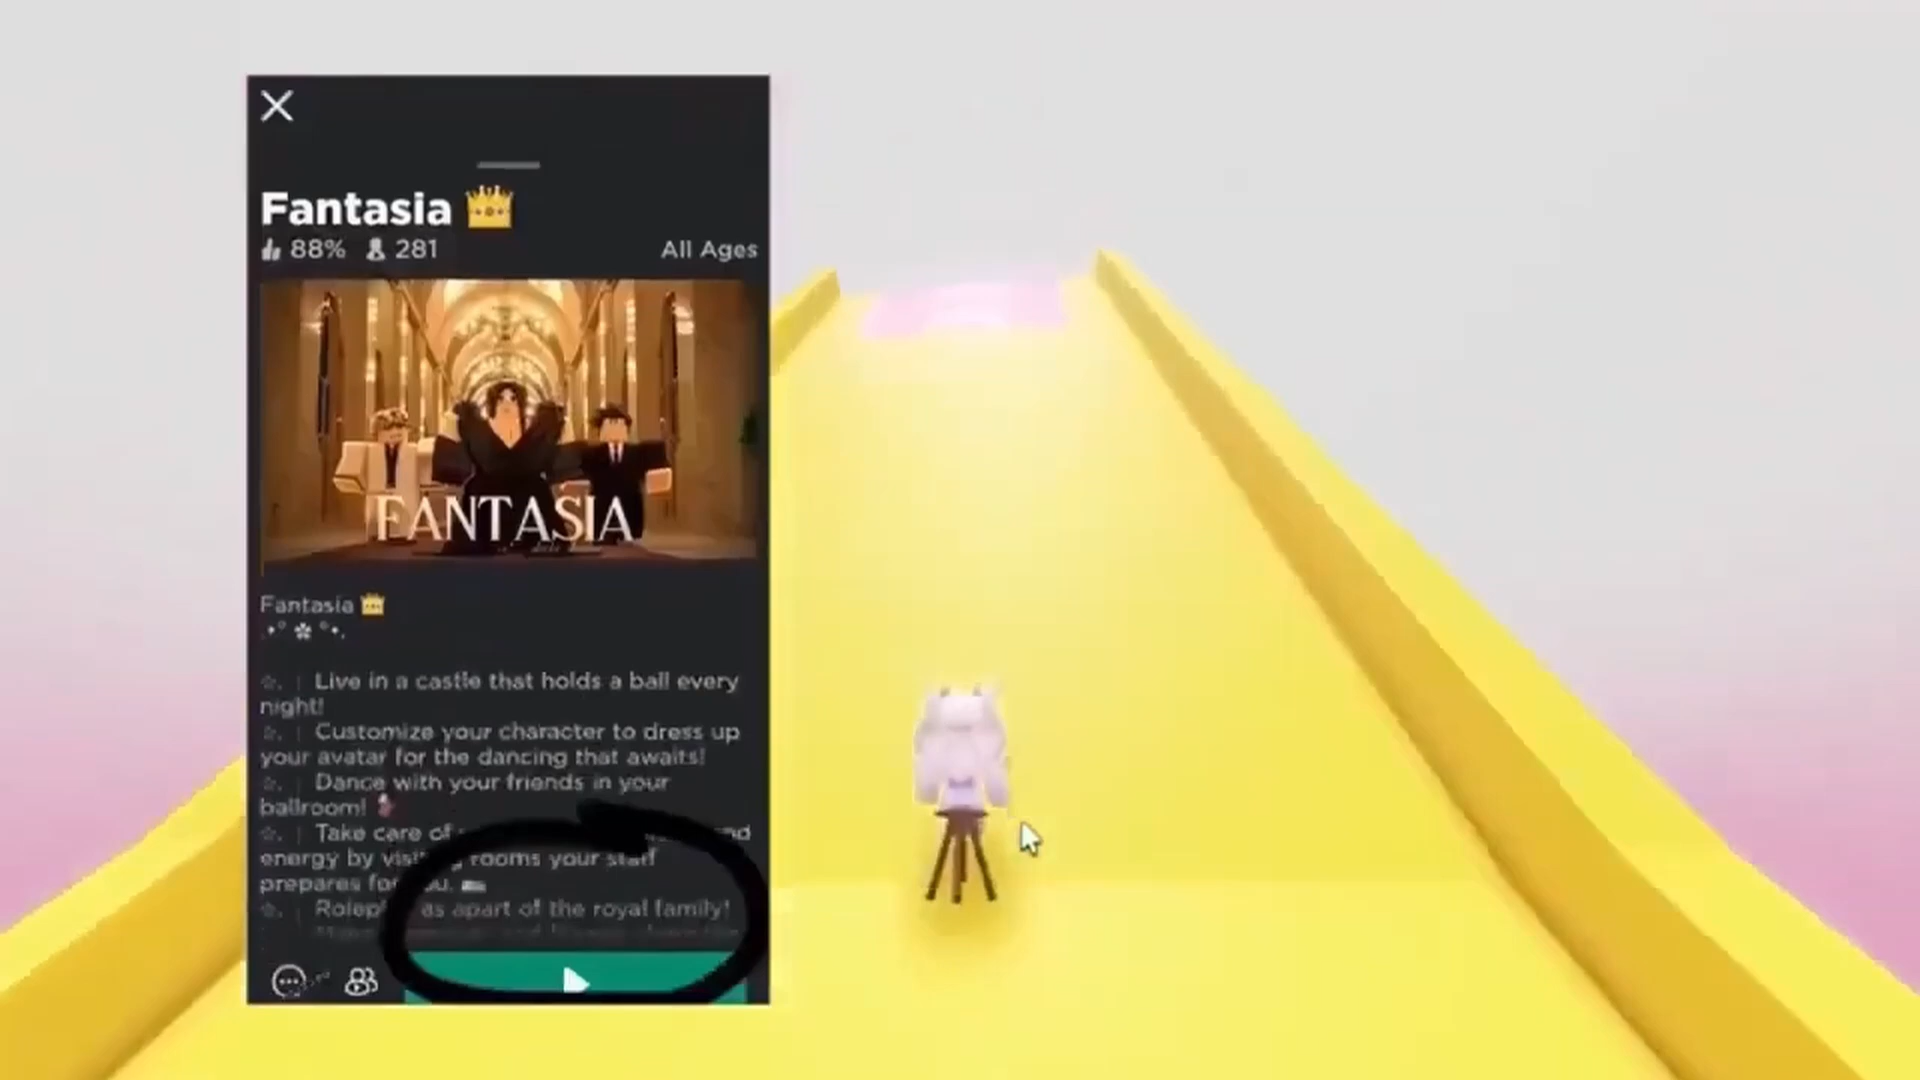 Fantasia
88% 281 All Ages
FANTASIA
Fantasia
Live in a castle that holds a ball every
night!
Customize your character to dress up
your avatar for the dancing that awaits!
Dance with your friends in your
ballroom!
Take care of
energy by rooms your staff
prepares for
as apart of the royal family!